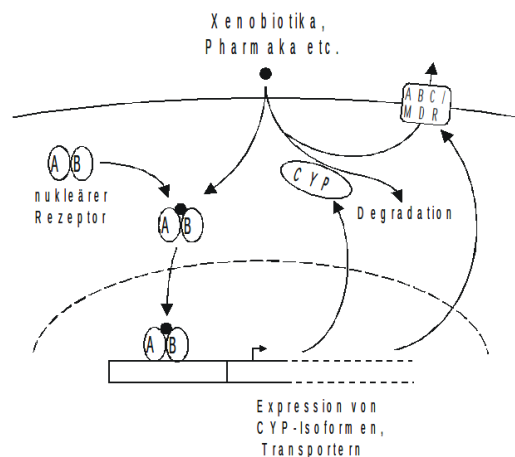 Xenobiotika,
Pharmaka etc.
ABC/
MDR
A B
nukleärer
Rezeptor
CYP
A B
Degradation
A B
Expression von
CYP-Isoformen,
Transportern